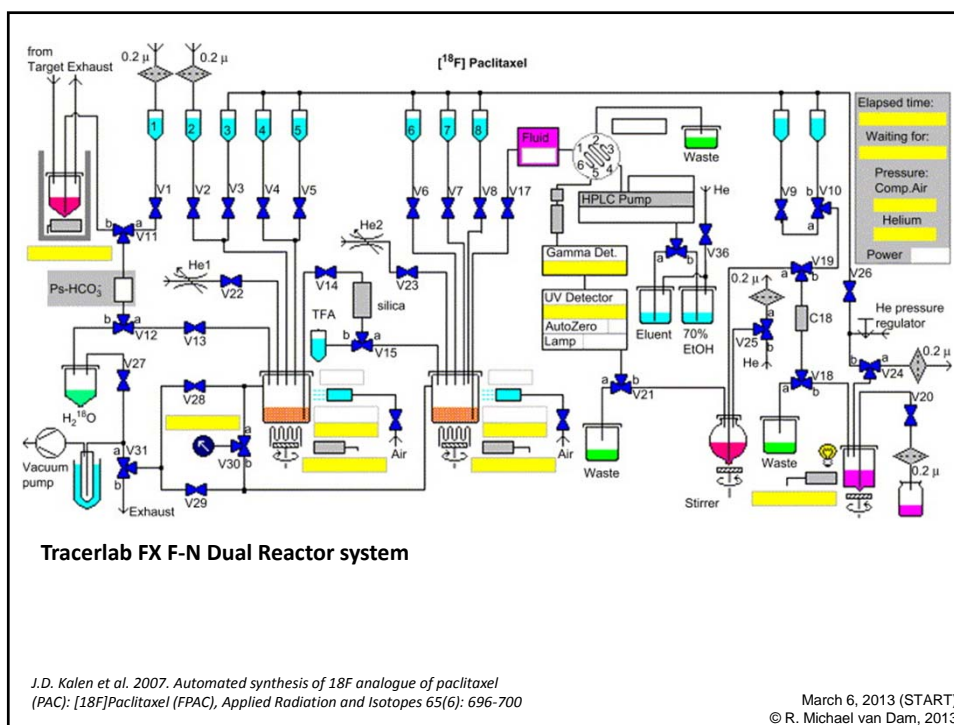 from
Target Exhaust
0.2 µ
0.2 µ
[¹⁸F] Paclitaxel
1
2
3
4
5
6
7
8
Fluid
1
2
3
4
5
6
Waste
Elapsed time:
Waiting for:
Pressure:
Comp.Air
Helium
Power
V1
V2
V3
V4
V5
V6
V7
V8
V17
HPLC Pump
He
V9
b
V10
a
b
a
V11
He1
V22
He2
V23
V14
silica
Gamma Det.
a
b
V36
a
V19
b
V26
Ps-HCO₃⁻
TFA
UV Detector
AutoZero
Lamp
Eluent
70%
EtOH
0.2 µ
a
V25
b
He
C18
He pressure
regulator
b
a
V12
V13
b
a
V15
a
b
V21
a
V18
b
a
b
V24
0.2 µ
V27
V28
H₂¹⁸O
V20
Vacuum
pump
a
V31
b
Exhaust
a
V30
b
V29
Air
Air
Waste
Stirrer
Waste
0.2 µ
Tracerlab FX F-N Dual Reactor system
J.D. Kalen et al. 2007. Automated synthesis of 18F analogue of paclitaxel
(PAC): [18F]Paclitaxel (FPAC), Applied Radiation and Isotopes 65(6): 696-700
March 6, 2013 (START)
© R. Michael van Dam, 2013